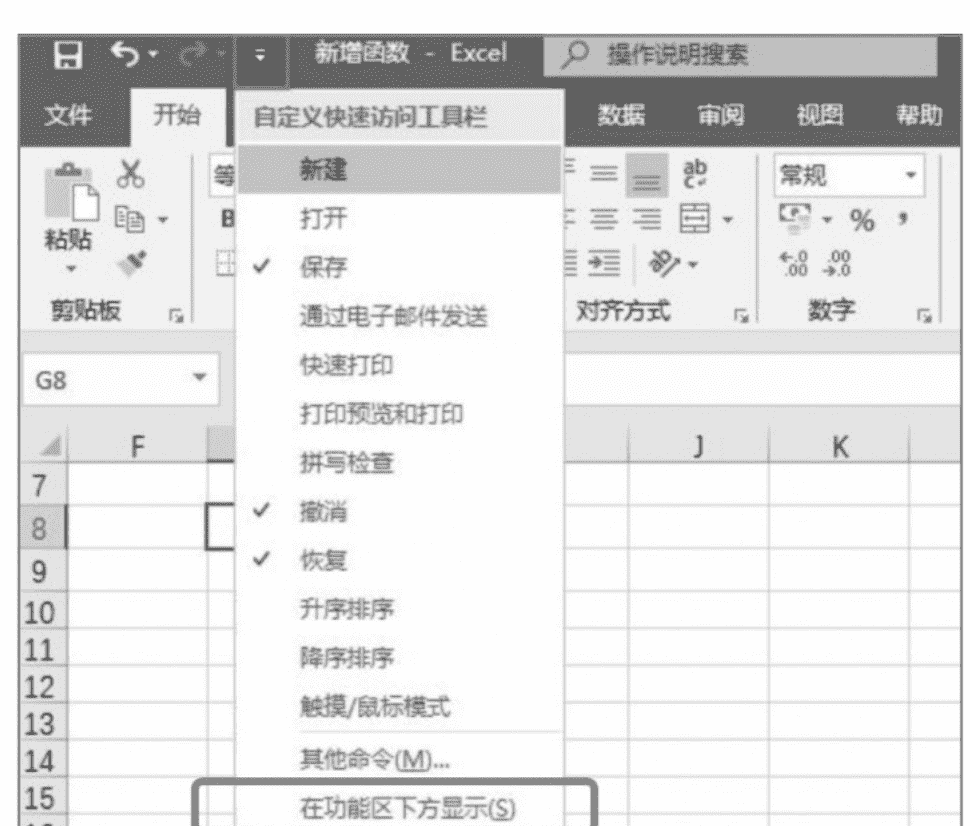 新增函数 - Excel
操作说明搜索
文件 开始 数据 审阅 视图 帮助
自定义快速访问工具栏
新建
打开
保存
通过电子邮件发送
快速打印
打印预览和打印
拼写检查
撤消
恢复
升序排序
降序排序
触摸/鼠标模式
其他命令(M)...
在功能区下方显示(S)
粘贴
剪贴板
等
B
ab
对齐方式
常规
%
数字
G8
F J K
7
8
9
10
11
12
13
14
15